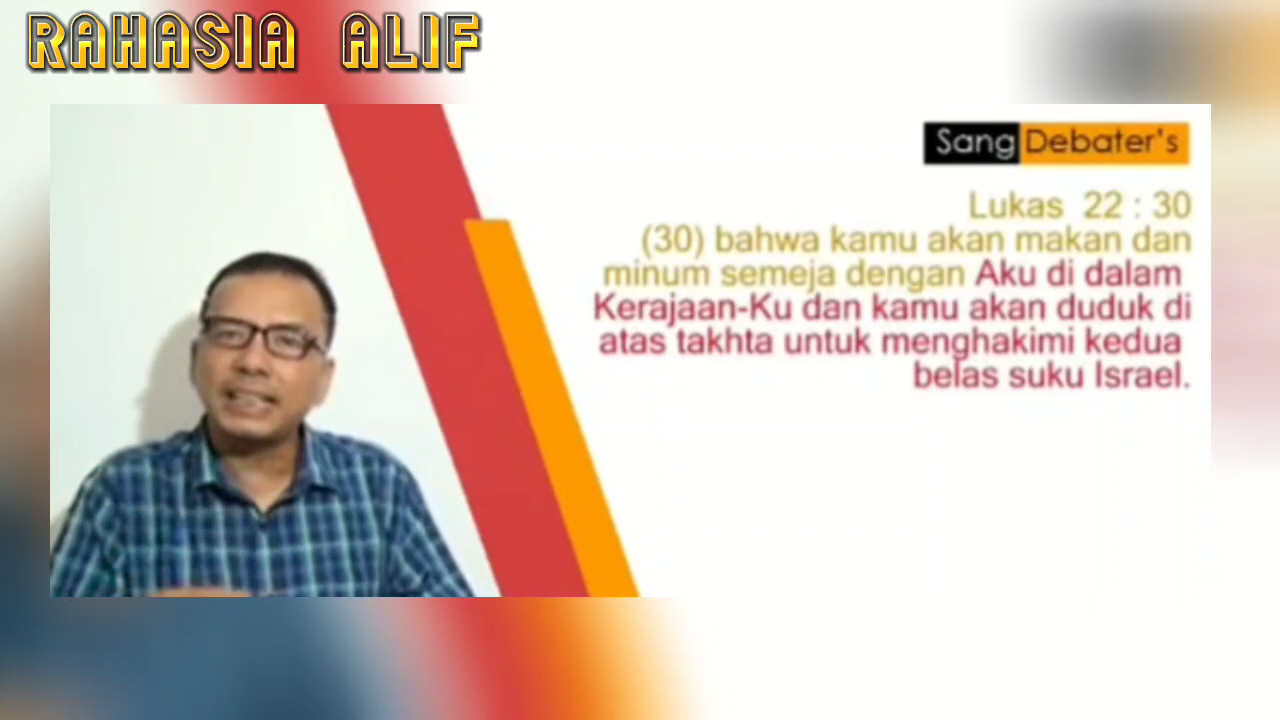 RAHASIA ALIF
Sang Debater's
Lukas 22 : 30
(30) bahwa kamu akan makan dan
minum semeja dengan Aku di dalam
Kerajaan-Ku dan kamu akan duduk di
atas takhta untuk menghakimi kedua
belas suku Israel.